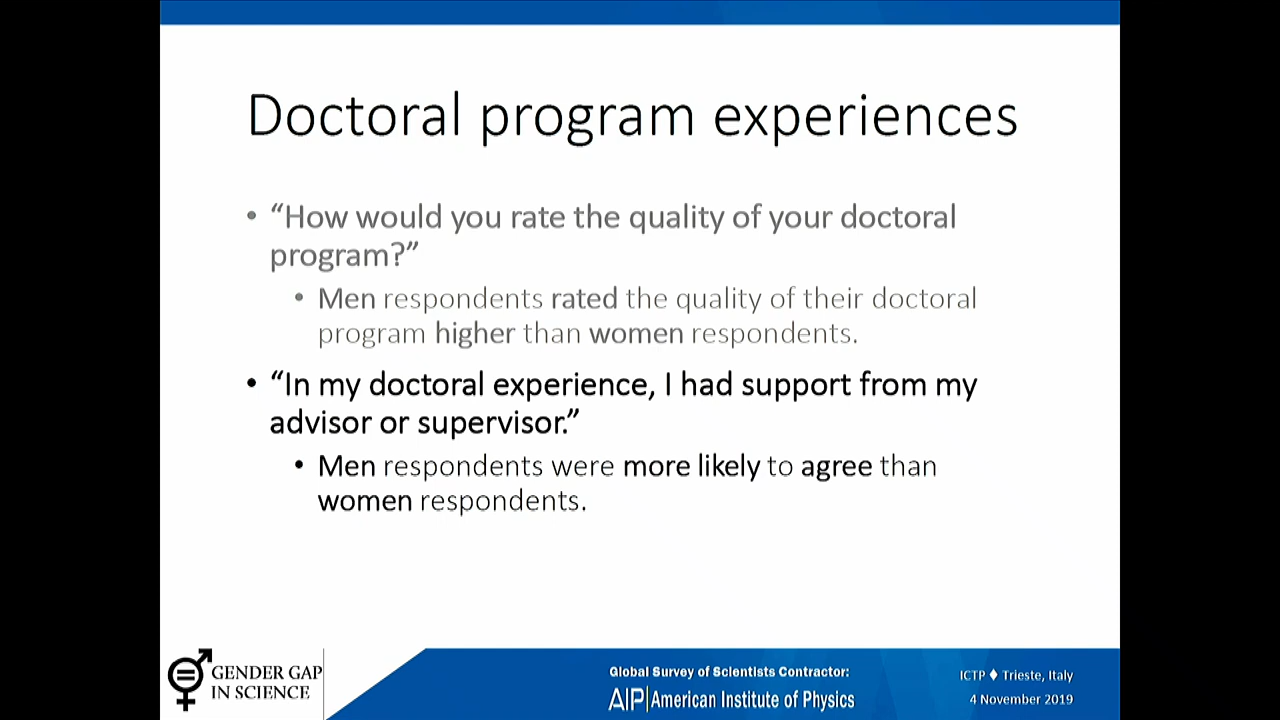 Doctoral program experiences
• “How would you rate the quality of your doctoral
program?”
• Men respondents rated the quality of their doctoral
program higher than women respondents.
• “In my doctoral experience, I had support from my
advisor or supervisor.”
• Men respondents were more likely to agree than
women respondents.
GENDER GAP
IN SCIENCE
Global Survey of Scientists Contractor:
AIP|American Institute of Physics
ICTP ♦ Trieste, Italy
4 November 2019